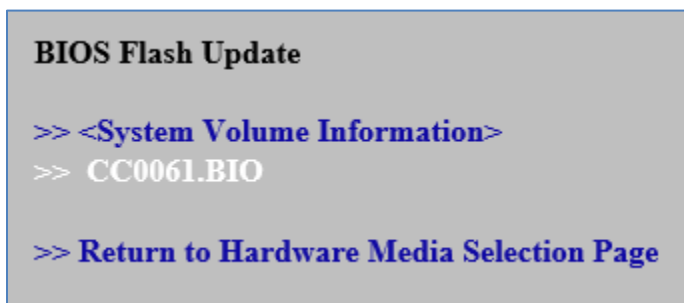 BIOS Flash Update
>> <System Volume Information>
>> CC0061.BIO
>> Return to Hardware Media Selection Page